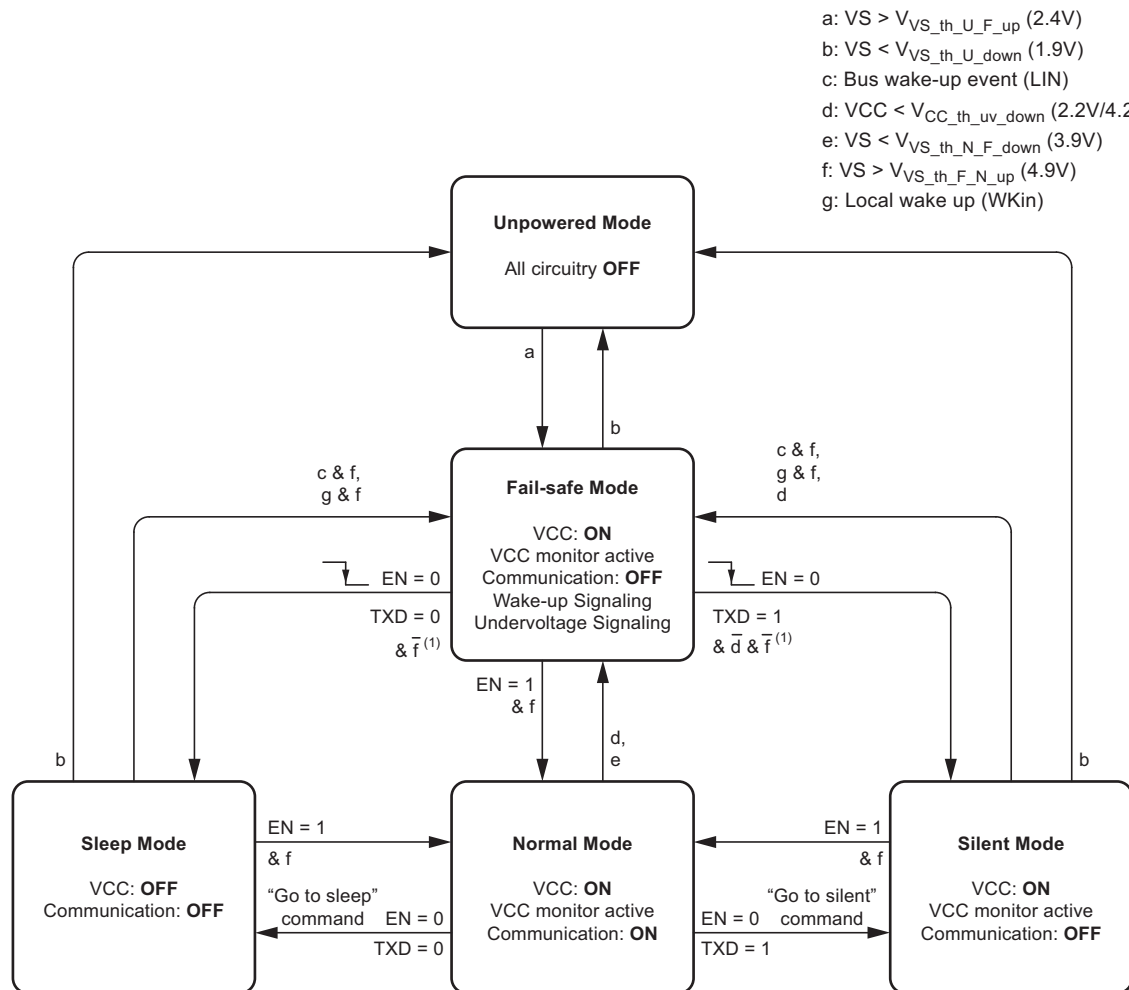 a: VS > VVS_th_U_F_up (2.4V)
b: VS < VVS_th_U_down (1.9V)
c: Bus wake-up event (LIN)
d: VCC < VCC_th_uv_down (2.2V/4.2
e: VS < VVS_th_N_F_down (3.9V)
f: VS > VVS_th_F_N_up (4.9V)
g: Local wake up (WKin)
Unpowered Mode
All circuitry OFF
a
b
c & f,
g & f
c & f,
g & f,
d
Fail-safe Mode
VCC: ON
VCC monitor active
Communication: OFF
Wake-up Signaling
Undervoltage Signaling
EN = 0
TXD = 0
& f̅ (1)
EN = 0
TXD = 1
& d̅ & f̅ (1)
EN = 1
& f
d,
e
b
b
Sleep Mode
VCC: OFF
Communication: OFF
EN = 1
& f
"Go to sleep"
command
EN = 0
TXD = 0
Normal Mode
VCC: ON
VCC monitor active
Communication: ON
EN = 1
& f
"Go to silent"
command
EN = 0
TXD = 1
Silent Mode
VCC: ON
VCC monitor active
Communication: OFF